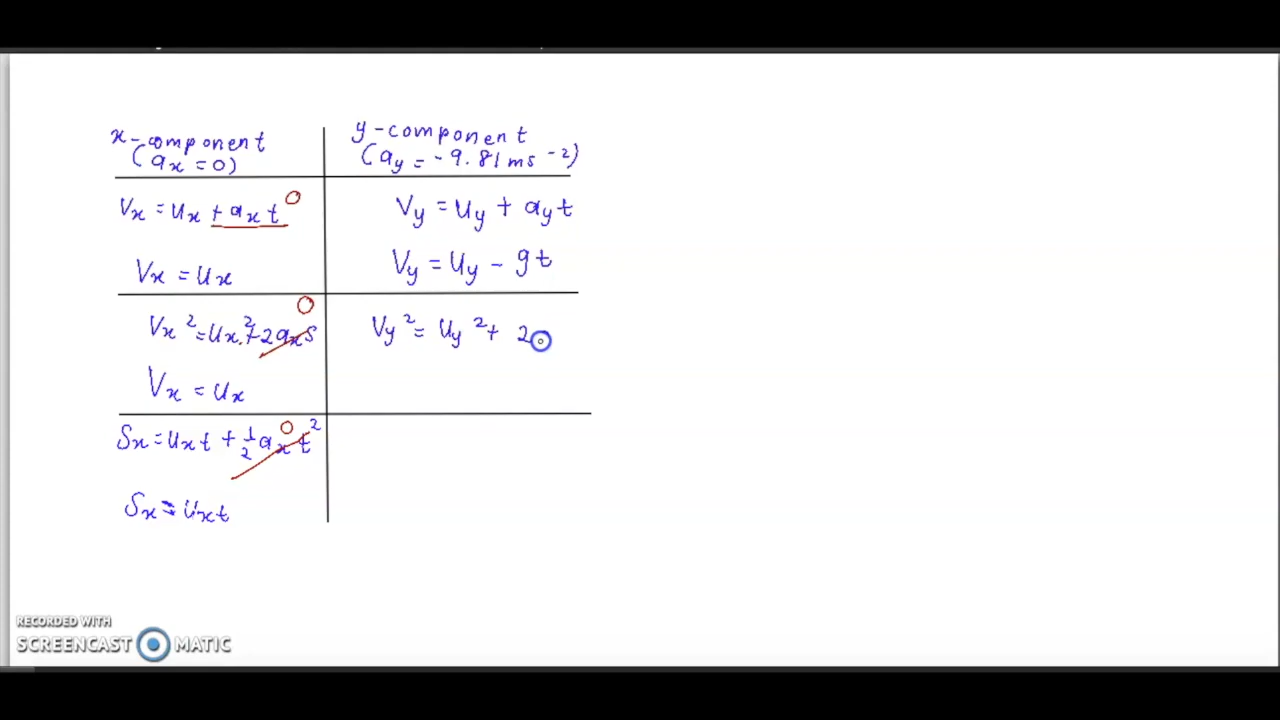 x-component
(ax = 0)
y-component
(ay = -9.81 ms -2)
Vx = Ux + ax t 0
Vx = Ux
Vy = Uy + ay t
Vy = Uy - gt
Vx² = Ux² + 2axS 0
Vx = Ux
Vy² = Uy² + 2
Sx = Uxt + 1/2 axt² 0
Sx = Uxt
RECORDED WITH
SCREENCAST MATIC